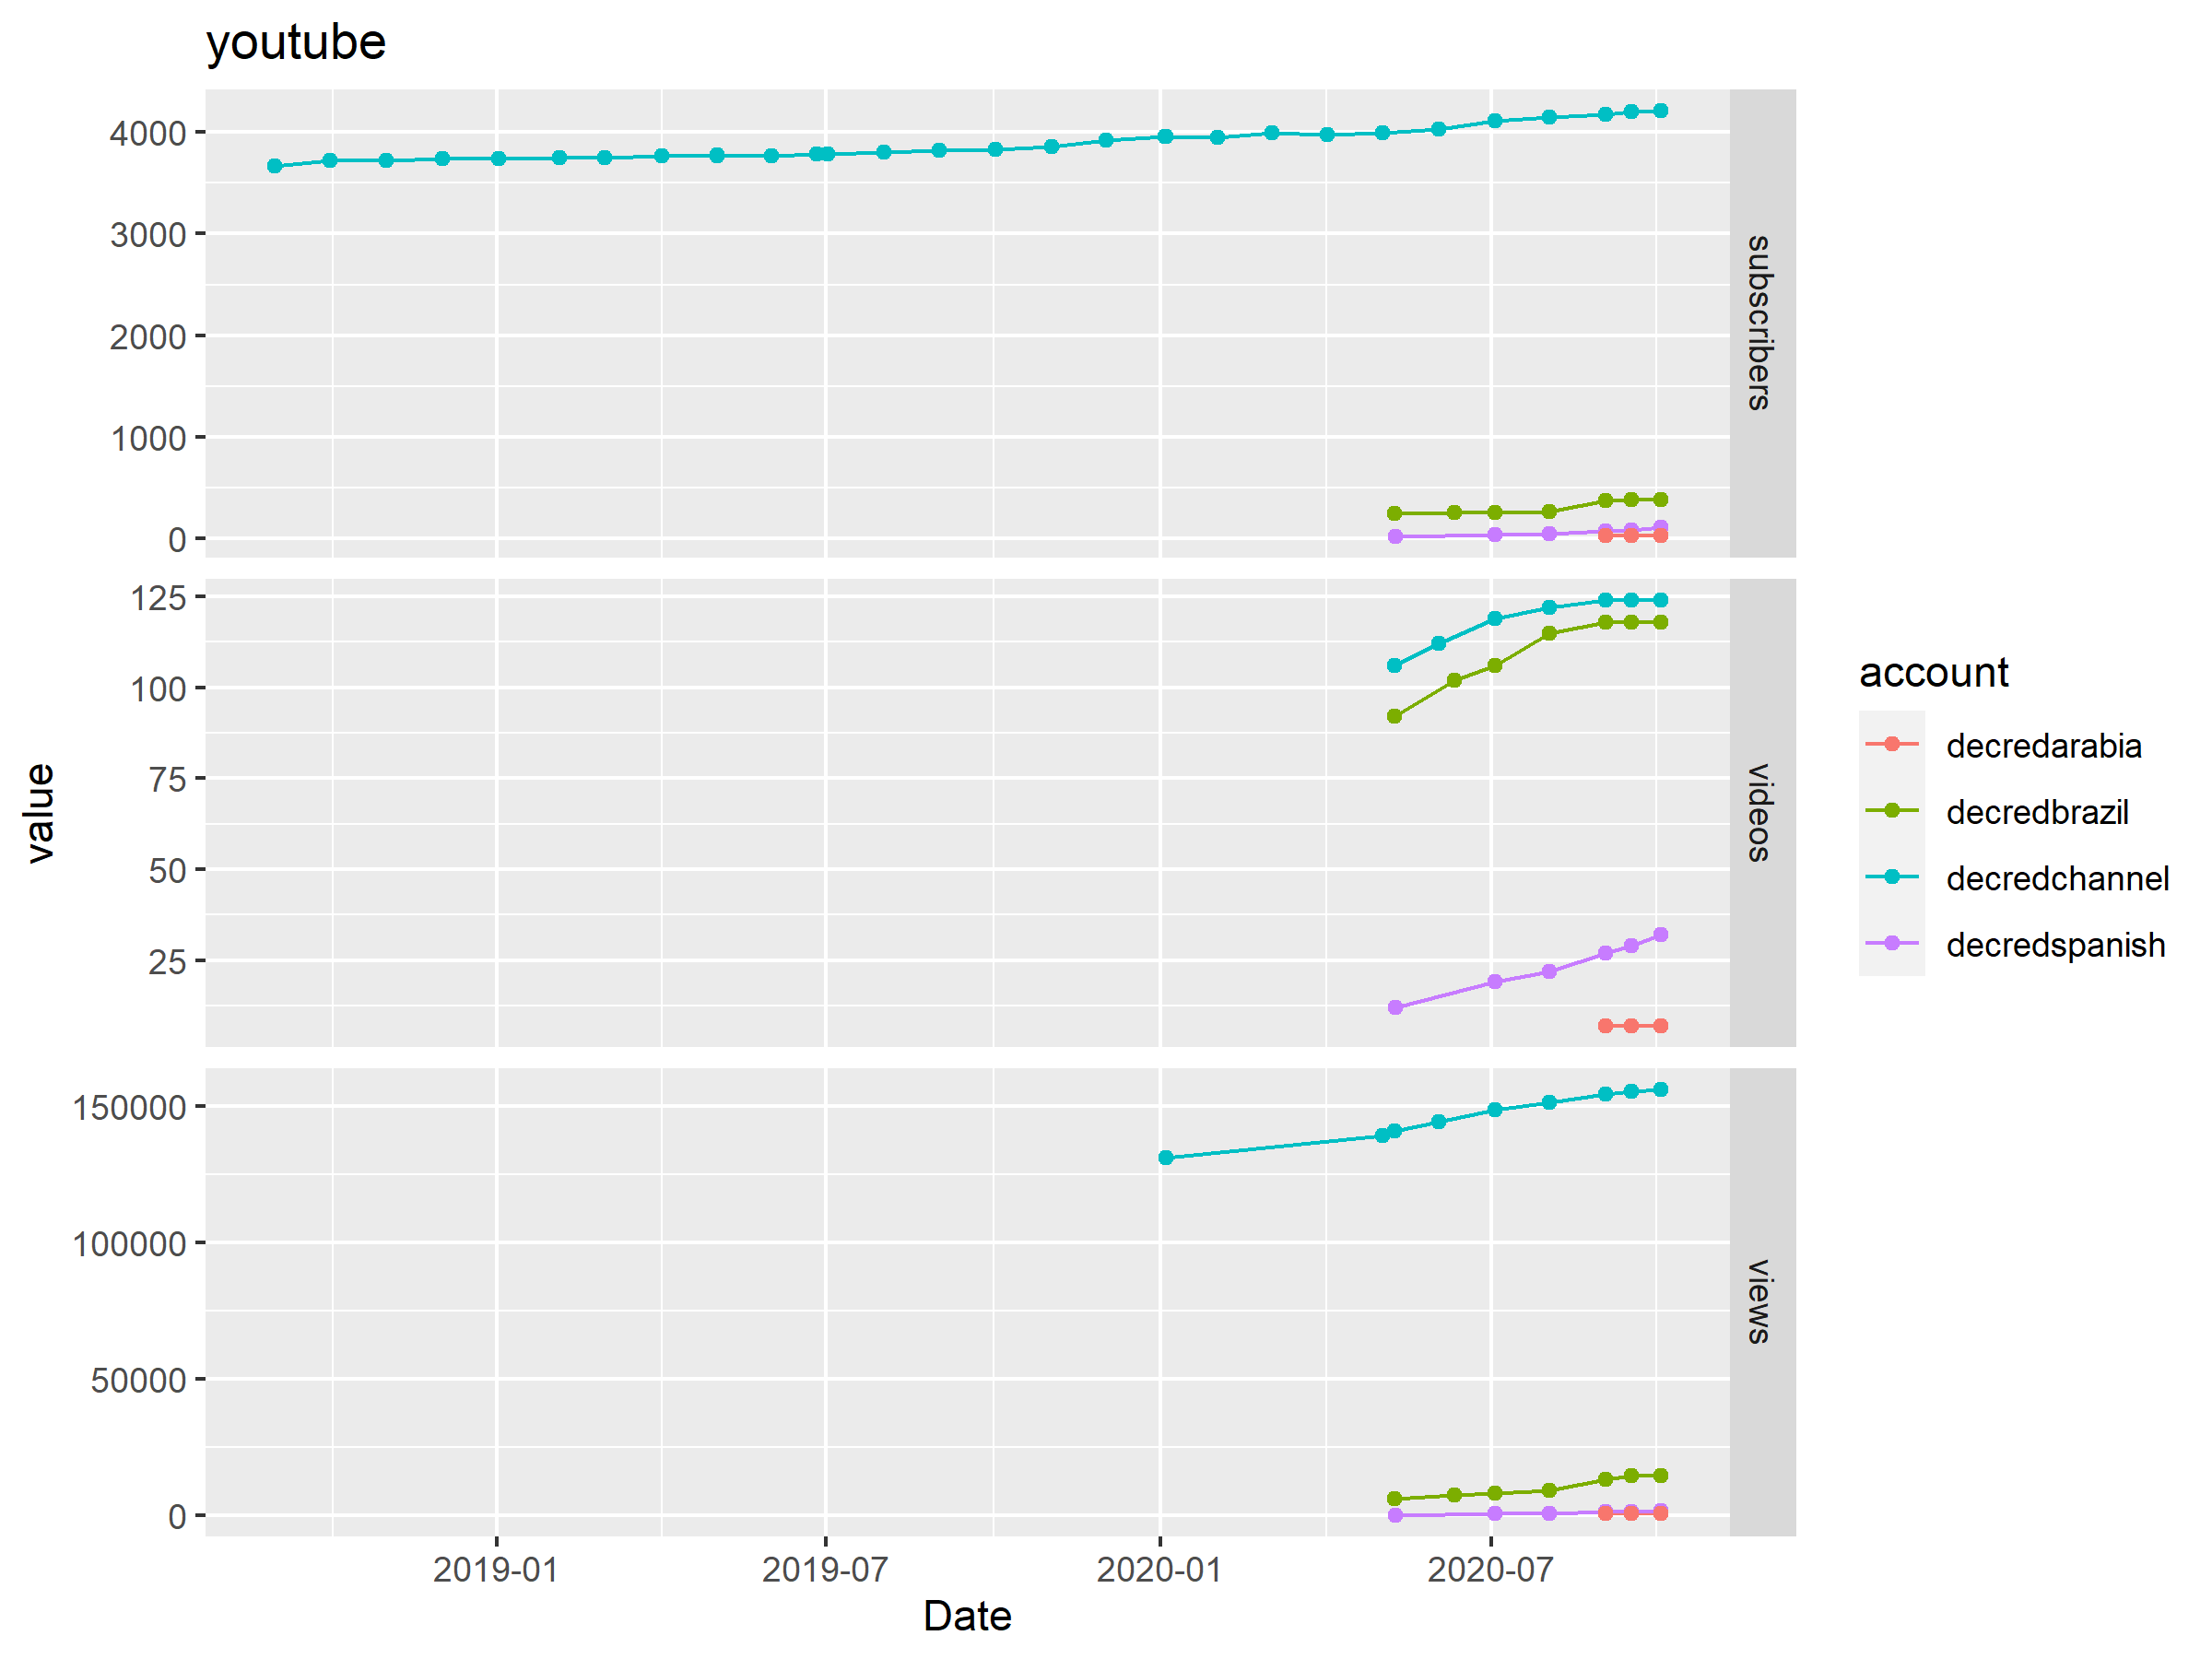 youtube
4000
3000
2000
1000
0
subscribers
125
100
75
50
25
videos
150000
100000
50000
0
views
2019-01 2019-07 2020-01 2020-07
Date
value
account
decredarabia
decredbrazil
decredchannel
decredspanish